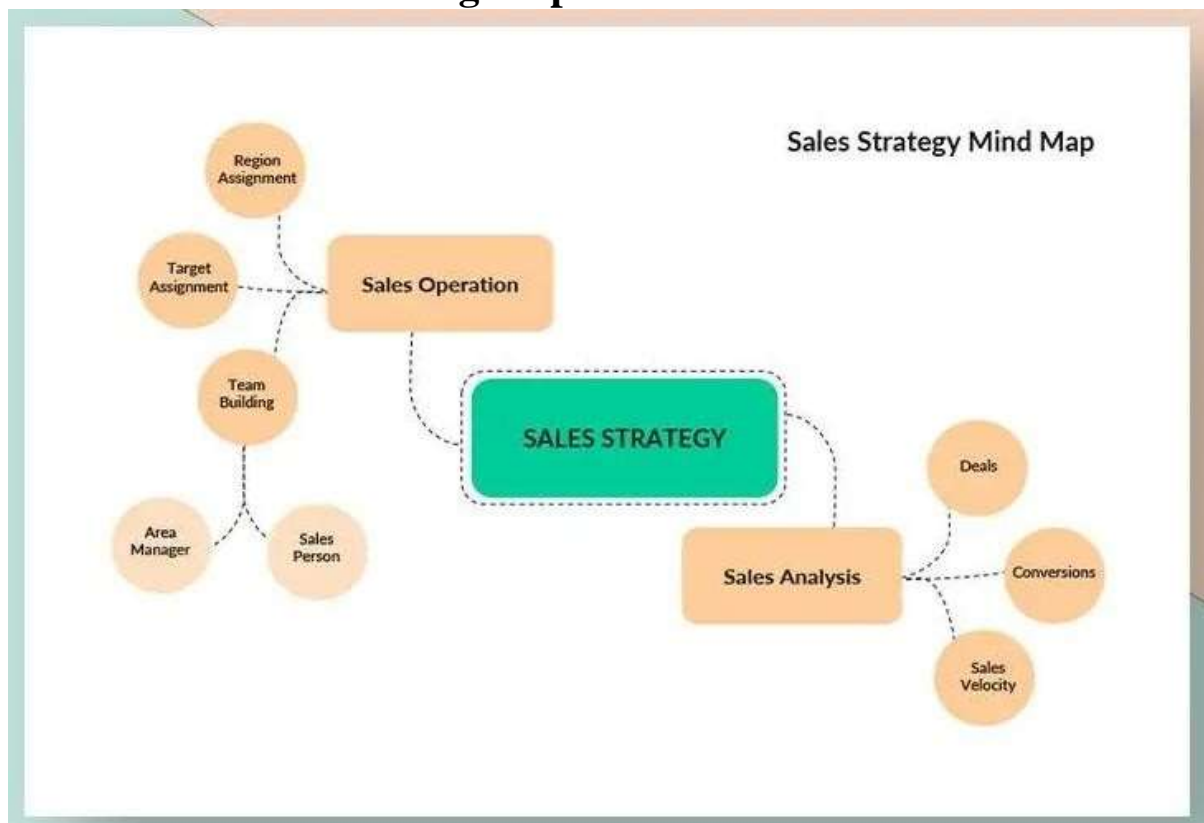 Sales Strategy Mind Map
Region
Assignment
Target
Assignment
Sales Operation
Team
Building
Area
Manager
Sales
Person
SALES STRATEGY
Sales Analysis
Deals
Conversions
Sales
Velocity